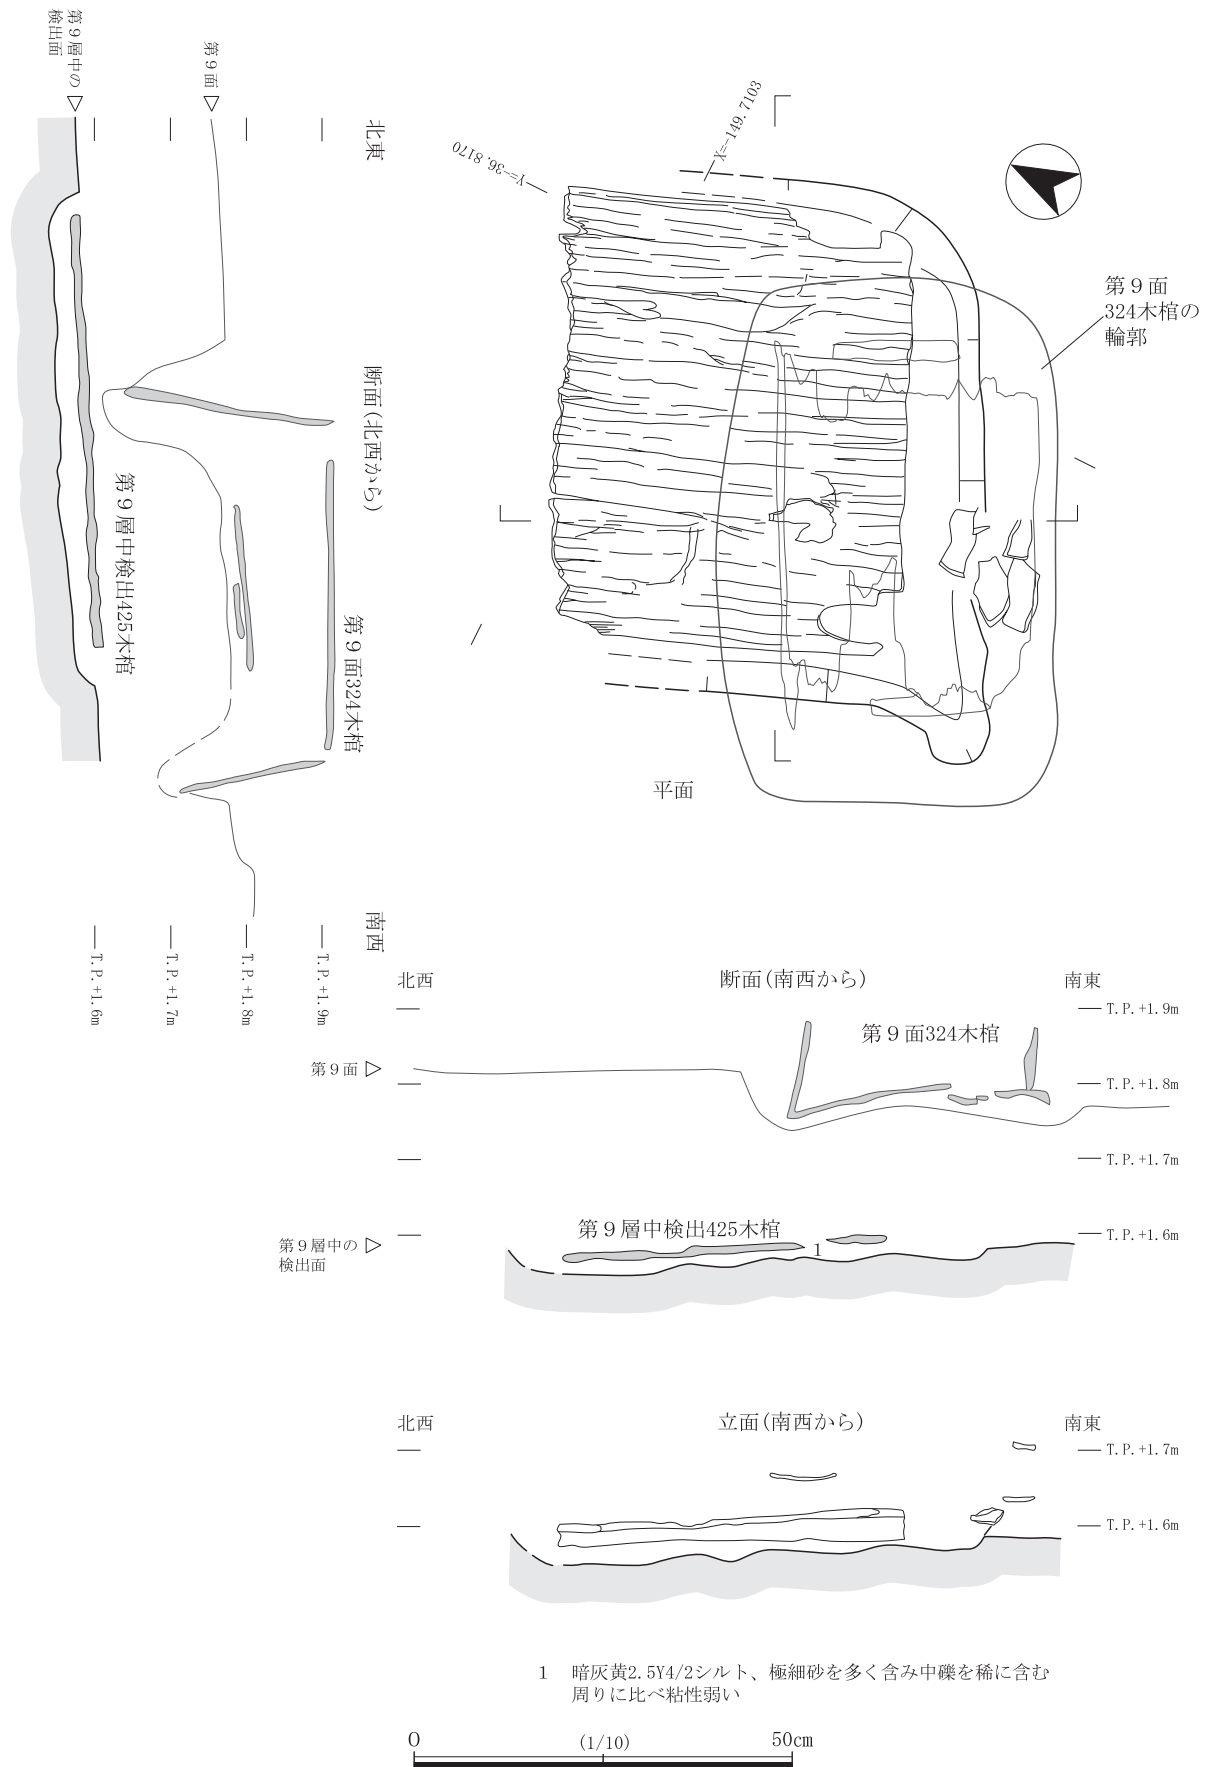 第９層中の
検出面
第９面
北東
断面(北西から)
第９層中検出425木棺
第９面324木棺
南西
T.P.+1.6m
T.P.+1.7m
T.P.+1.8m
T.P.+1.9m
X=-149.7103
Y=-36.8170
第９面
324木棺の
輪郭
平面
北西
断面(南西から)
南東
T.P.+1.9m
第９面324木棺
第９面
T.P.+1.8m
T.P.+1.7m
第９層中検出425木棺
T.P.+1.6m
第９層中の
検出面
1
北西
立面(南西から)
南東
T.P.+1.7m
T.P.+1.6m
1　暗灰黄2.5Y4/2シルト、極細砂を多く含み中礫を稀に含む
周りに比べ粘性弱い
0
(1/10)
50cm